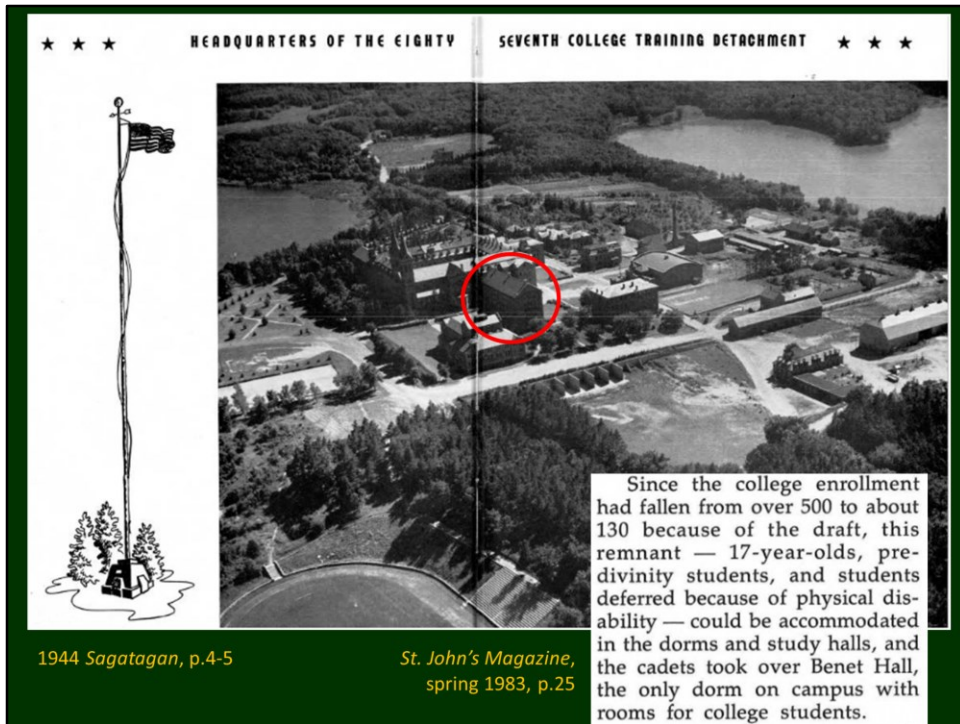 ★ ★ ★ HEADQUARTERS OF THE EIGHTY SEVENTH COLLEGE TRAINING DETACHMENT ★ ★ ★
Since the college enrollment
had fallen from over 500 to about
130 because of the draft, this
remnant — 17-year-olds, pre-
divinity students, and students
deferred because of physical dis-
ability — could be accommodated
in the dorms and study halls, and
the cadets took over Benet Hall,
the only dorm on campus with
rooms for college students.
1944 Sagatagan, p.4-5
St. John's Magazine,
spring 1983, p.25